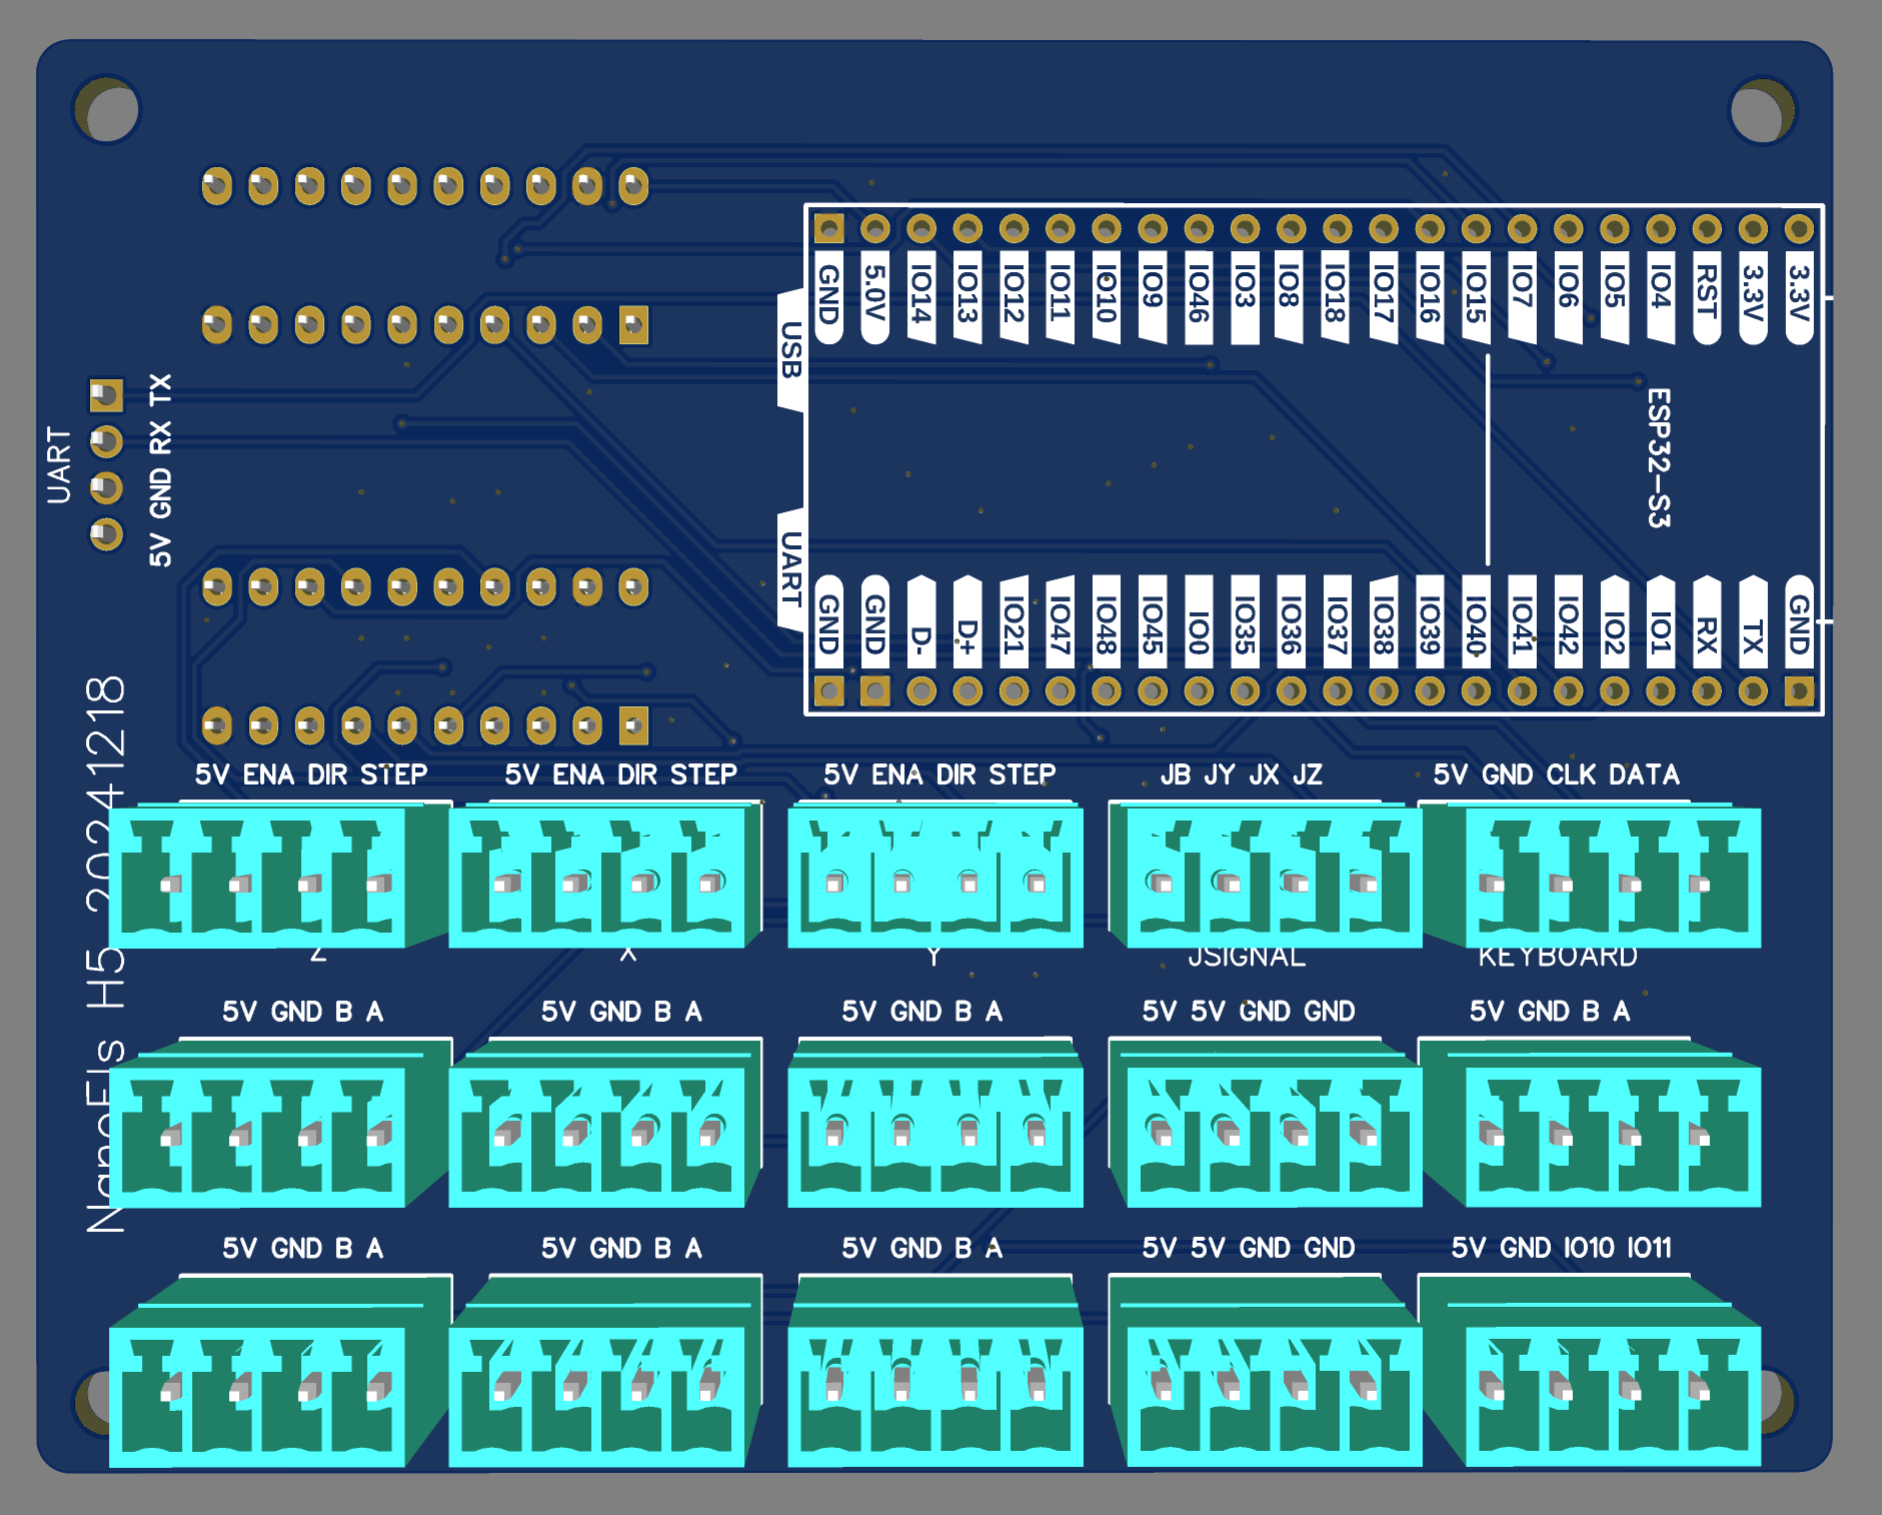 GND 5.0V IO14 IO13 IO12 IO11 IO10 IO9 IO46 IO3 IO8 IO18 IO17 IO16 IO15 IO7 IO6 IO5 IO4 RST 3.3V 3.3V
USB
ESP32-S3
UART
5V GND RX TX
UART
GND GND D- D+ IO21 IO47 IO48 IO45 IO0 IO35 IO36 IO37 IO38 IO39 IO40 IO41 IO42 IO2 IO1 RX TX GND
H5 20241218
5V ENA DIR STEP
5V ENA DIR STEP
5V ENA DIR STEP
JB JY JX JZ
5V GND CLK DATA
Z
X
Y
JSIGNAL
KEYBOARD
5V GND B A
5V GND B A
5V GND B A
5V 5V GND GND
5V GND B A
5V GND B A
5V GND B A
5V GND B A
5V 5V GND GND
5V GND IO10 IO11